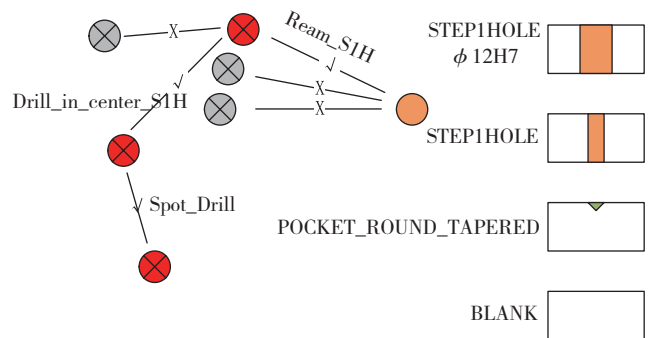 Ream_S1H
X
√
X
X
√
Drill_in_center_S1H
√
Spot_Drill
STEP1HOLE
ϕ 12H7
STEP1HOLE
POCKET_ROUND_TAPERED
BLANK